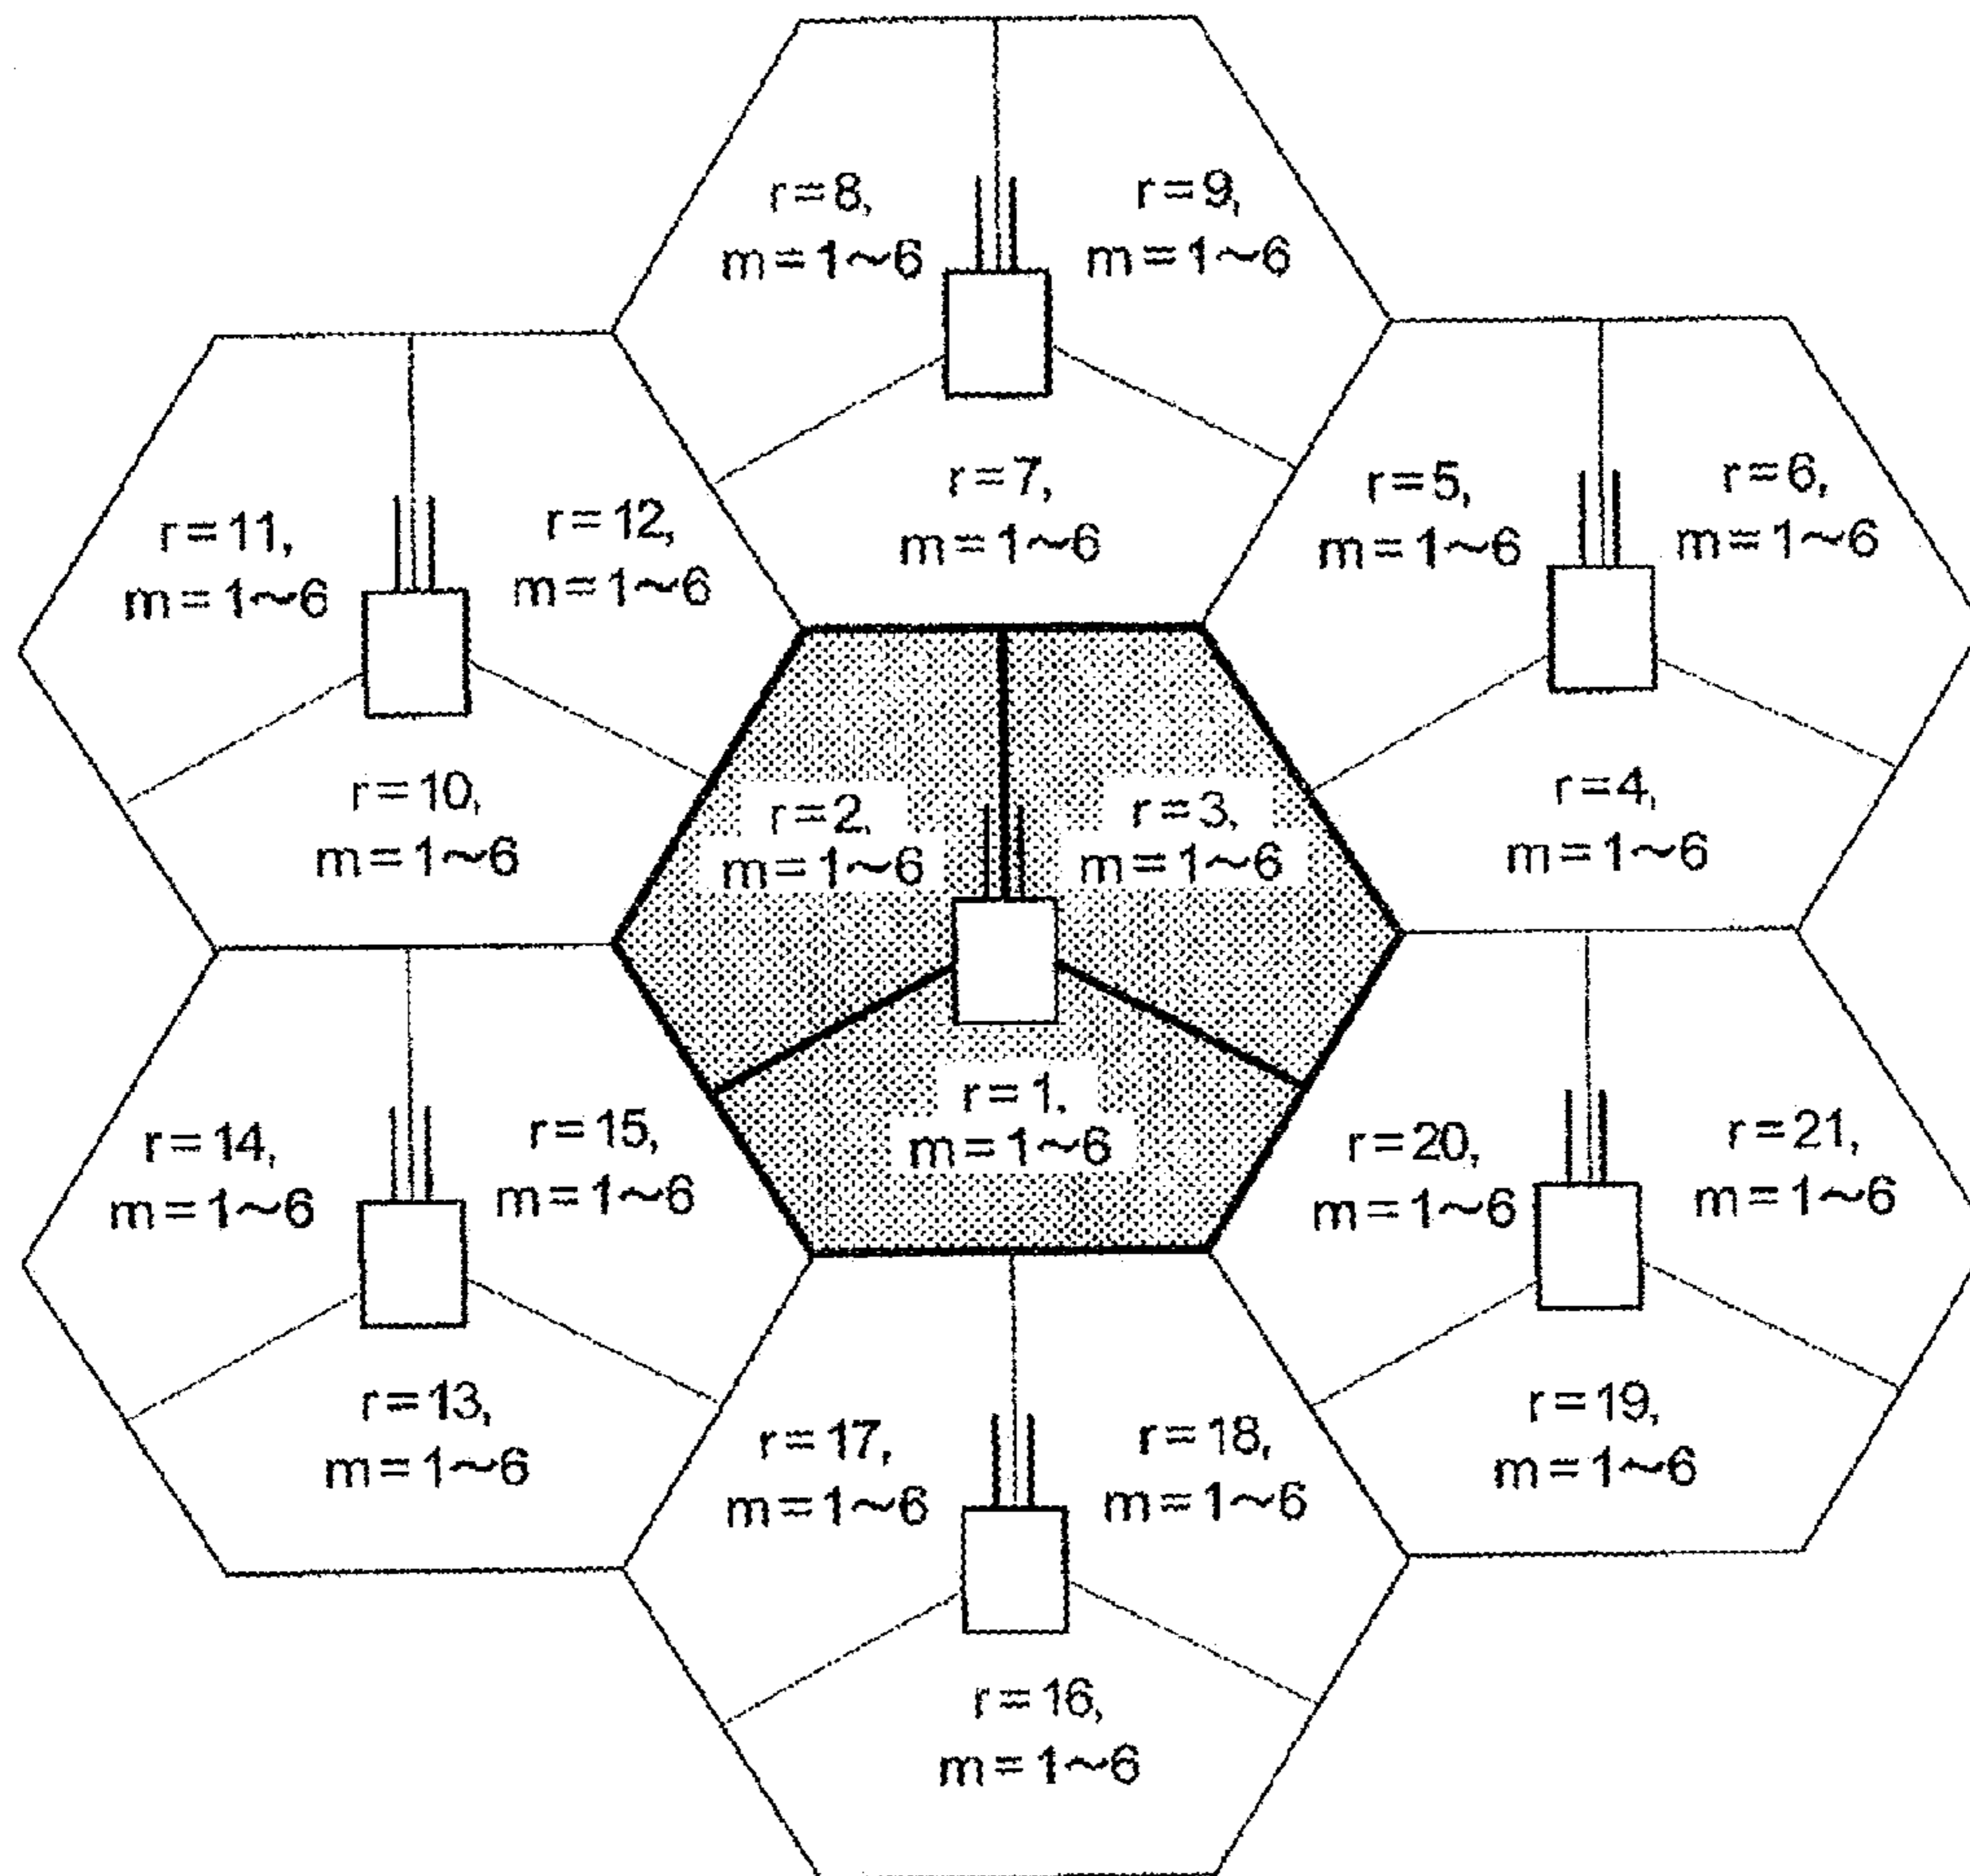 r=8,
m=1~6
r=9,
m=1~6
r=7,
m=1~6
r=5,
m=1~6
r=6,
m=1~6
r=11,
m=1~6
r=12,
m=1~6
r=4,
m=1~6
r=10,
m=1~6
r=2,
m=1~6
r=3,
m=1~6
r=1,
m=1~6
r=14,
m=1~6
r=15,
m=1~6
r=20,
m=1~6
r=21,
m=1~6
r=13,
m=1~6
r=19,
m=1~6
r=17,
m=1~6
r=18,
m=1~6
r=16,
m=1~6